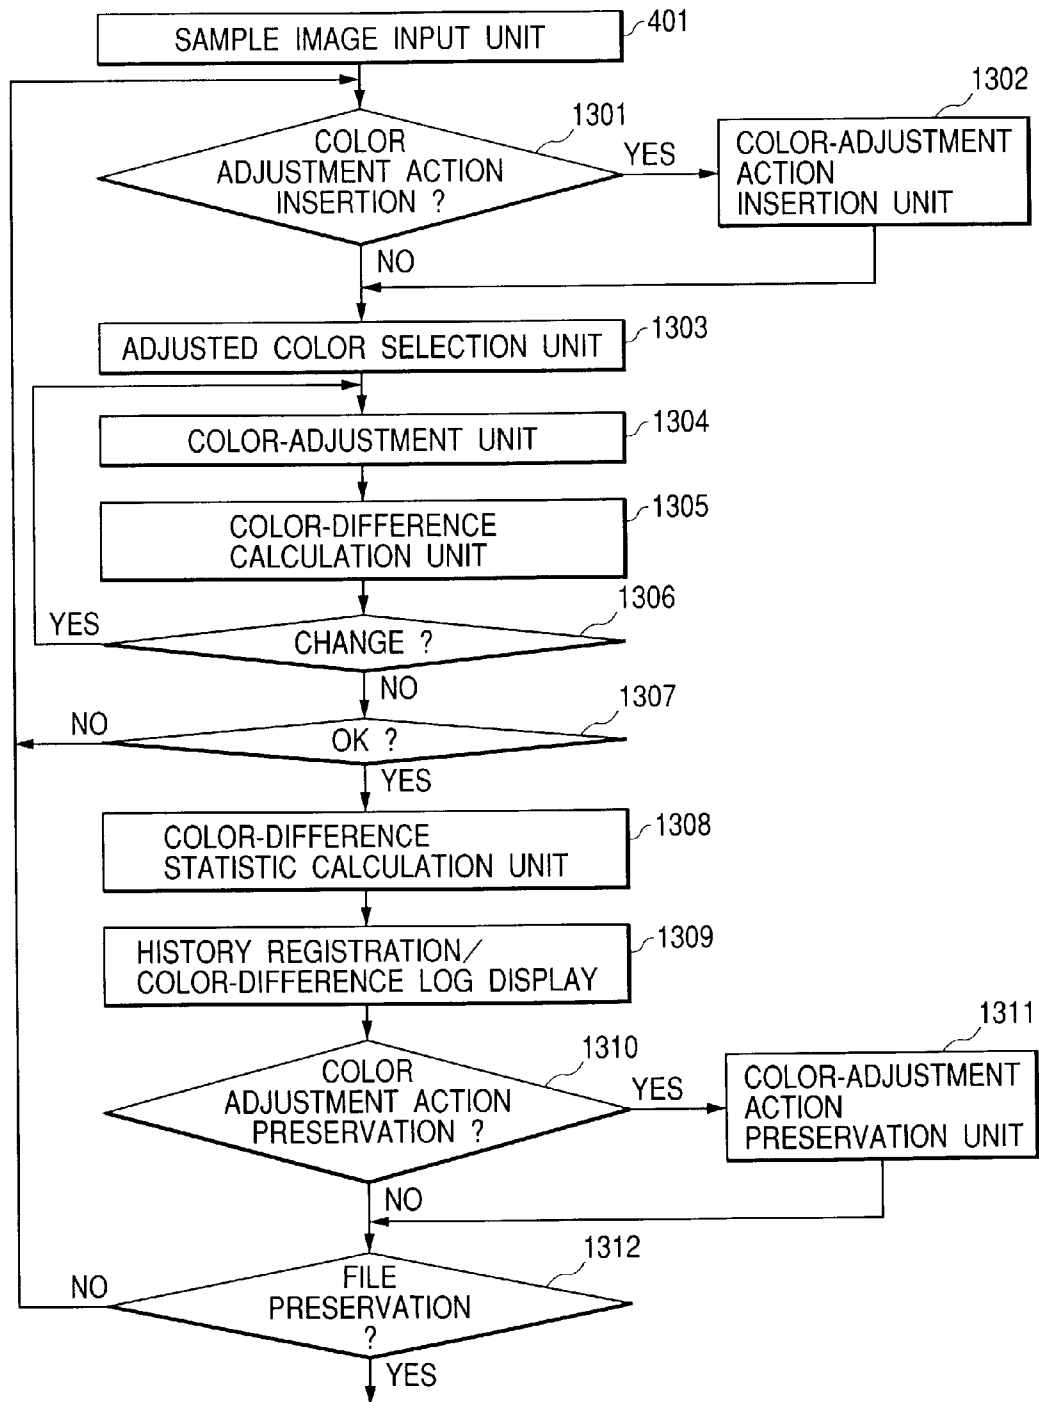 401
SAMPLE IMAGE INPUT UNIT
1301
1302
COLOR
ADJUSTMENT ACTION
INSERTION ?
YES
COLOR-ADJUSTMENT
ACTION
INSERTION UNIT
NO
1303
ADJUSTED COLOR SELECTION UNIT
1304
COLOR-ADJUSTMENT UNIT
1305
COLOR-DIFFERENCE
CALCULATION UNIT
1306
YES
CHANGE ?
NO
1307
NO
OK ?
YES
1308
COLOR-DIFFERENCE
STATISTIC CALCULATION UNIT
1309
HISTORY REGISTRATION/
COLOR-DIFFERENCE LOG DISPLAY
1310
1311
COLOR
ADJUSTMENT ACTION
PRESERVATION ?
YES
COLOR-ADJUSTMENT
ACTION
PRESERVATION UNIT
NO
1312
NO
FILE
PRESERVATION
?
YES